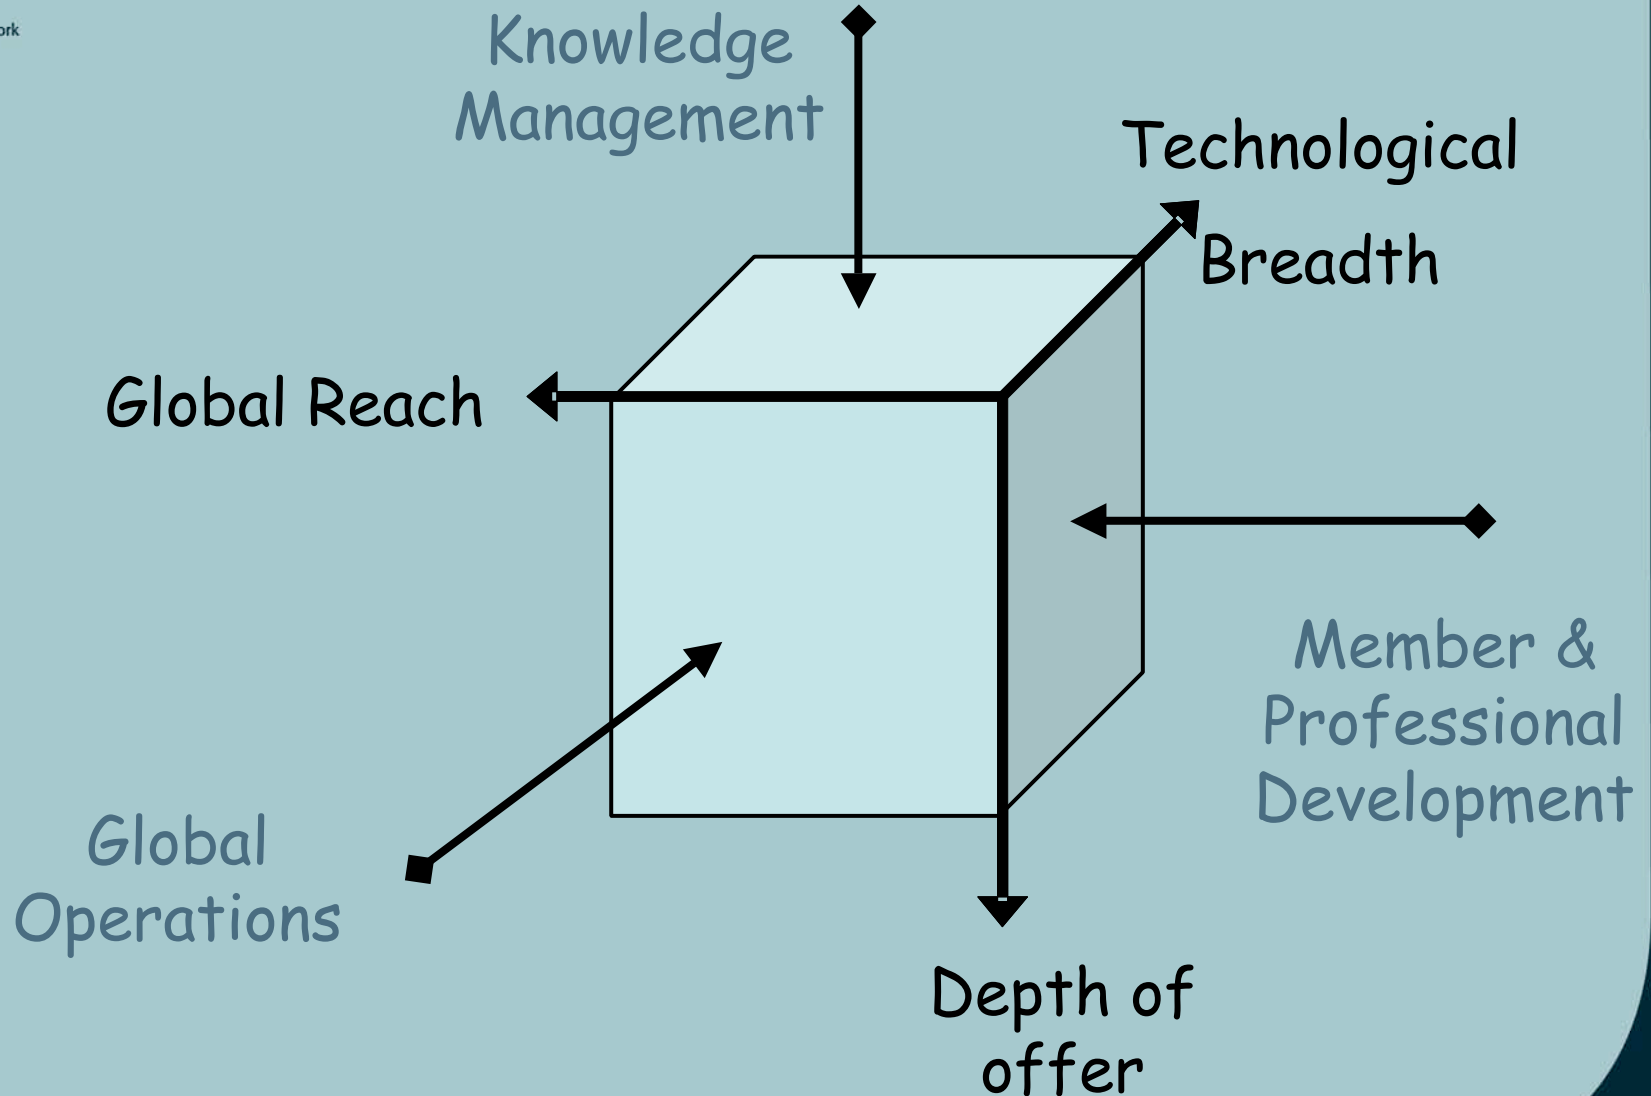 Knowledge
Management
Technological
Breadth
Global Reach
Member &
Professional
Development
Global
Operations
Depth of
offer